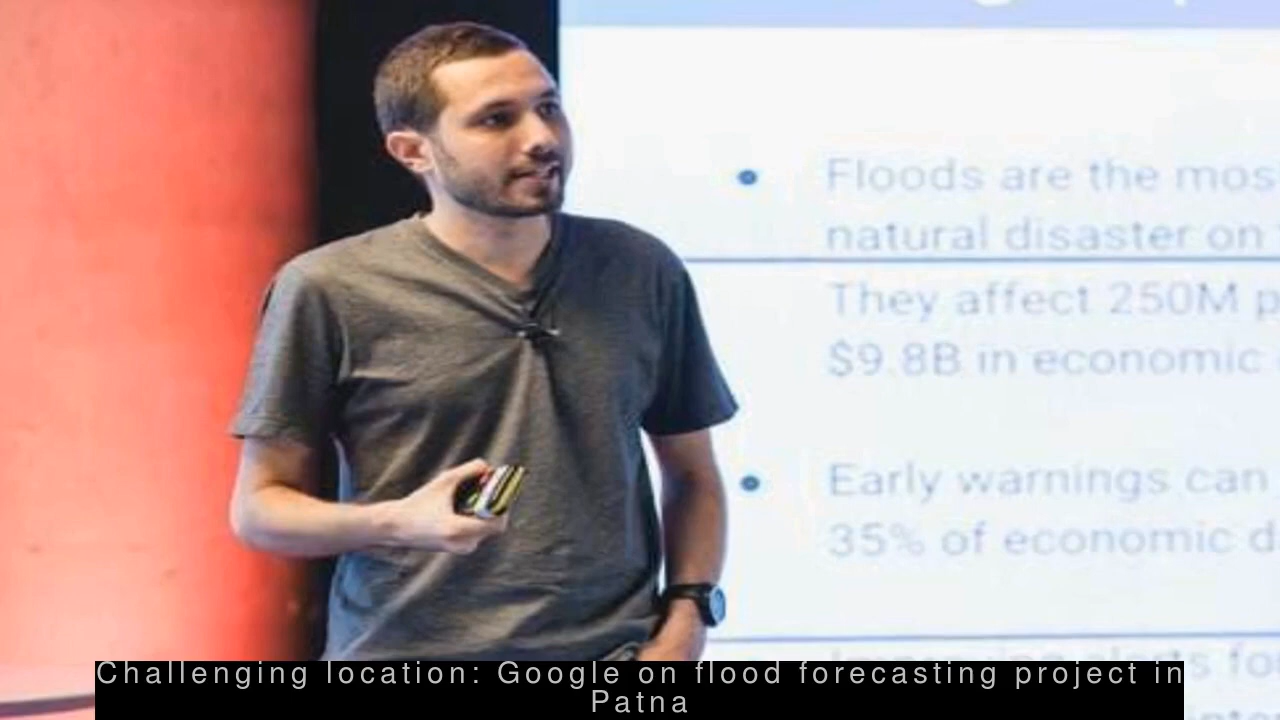 • Floods are the mos
natural disaster on
They affect 250M p
$9.8B in economic
• Early warnings can
35% of economic d
Challenging location: Google on flood forecasting project in
Patna